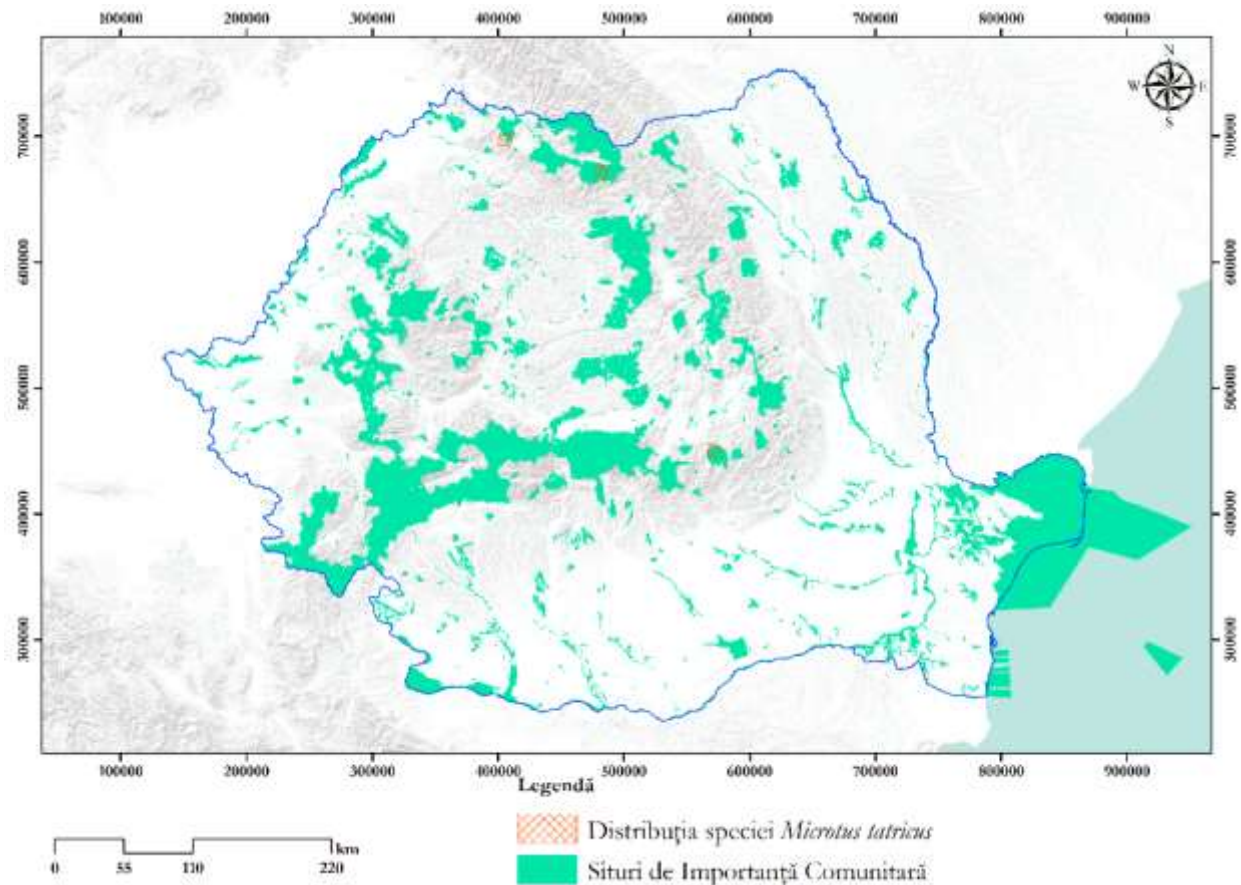 100000 200000 300000 400000 500000 600000 700000 800000 900000
N
W E
S
700000 700000
600000 600000
500000 500000
400000 400000
300000 300000
100000 200000 300000 400000 500000 600000 700000 800000 900000
Legendă
km
0 55 110 220
Distribuția speciei Microtus tatricus
Situri de Importanță Comunitară